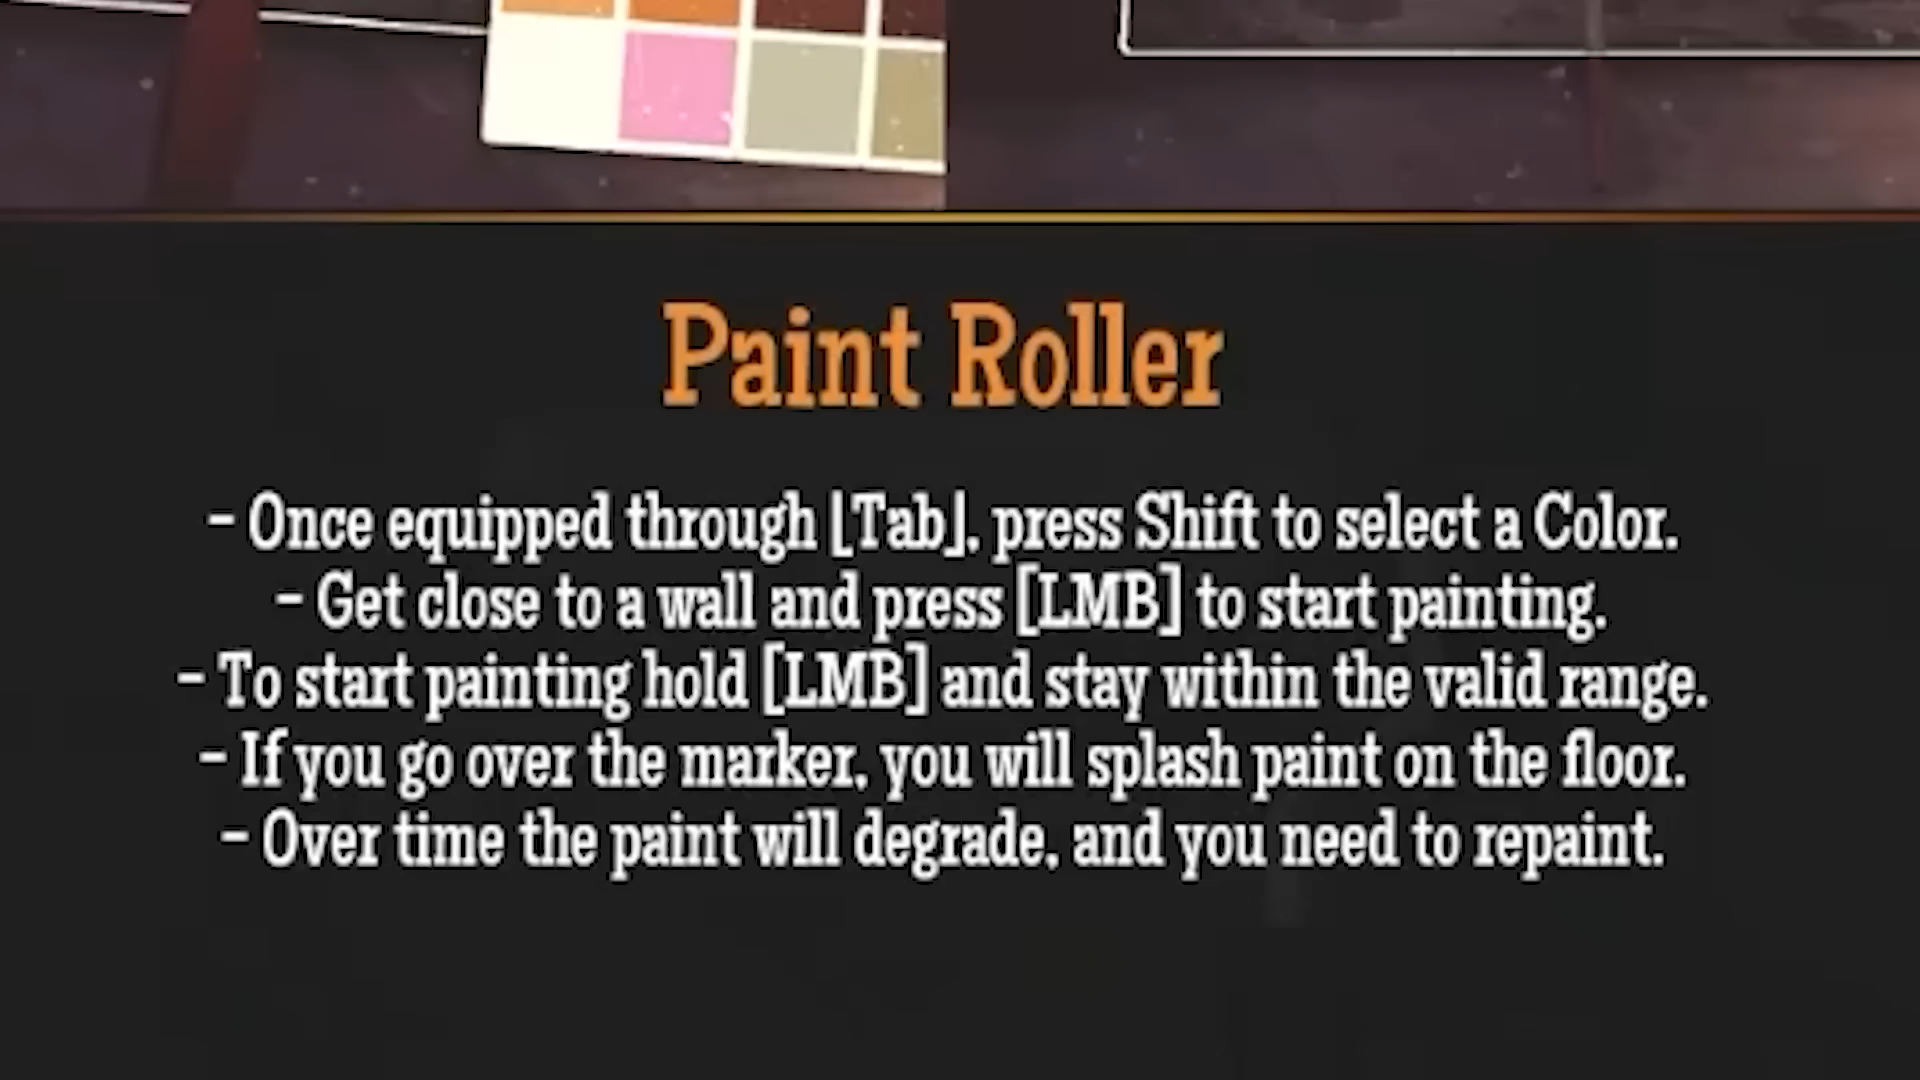 Paint Roller
- Once equipped through [Tab], press Shift to select a Color.
- Get close to a wall and press [LMB] to start painting.
- To start painting hold [LMB] and stay within the valid range.
- If you go over the marker, you will splash paint on the floor.
- Over time the paint will degrade, and you need to repaint.